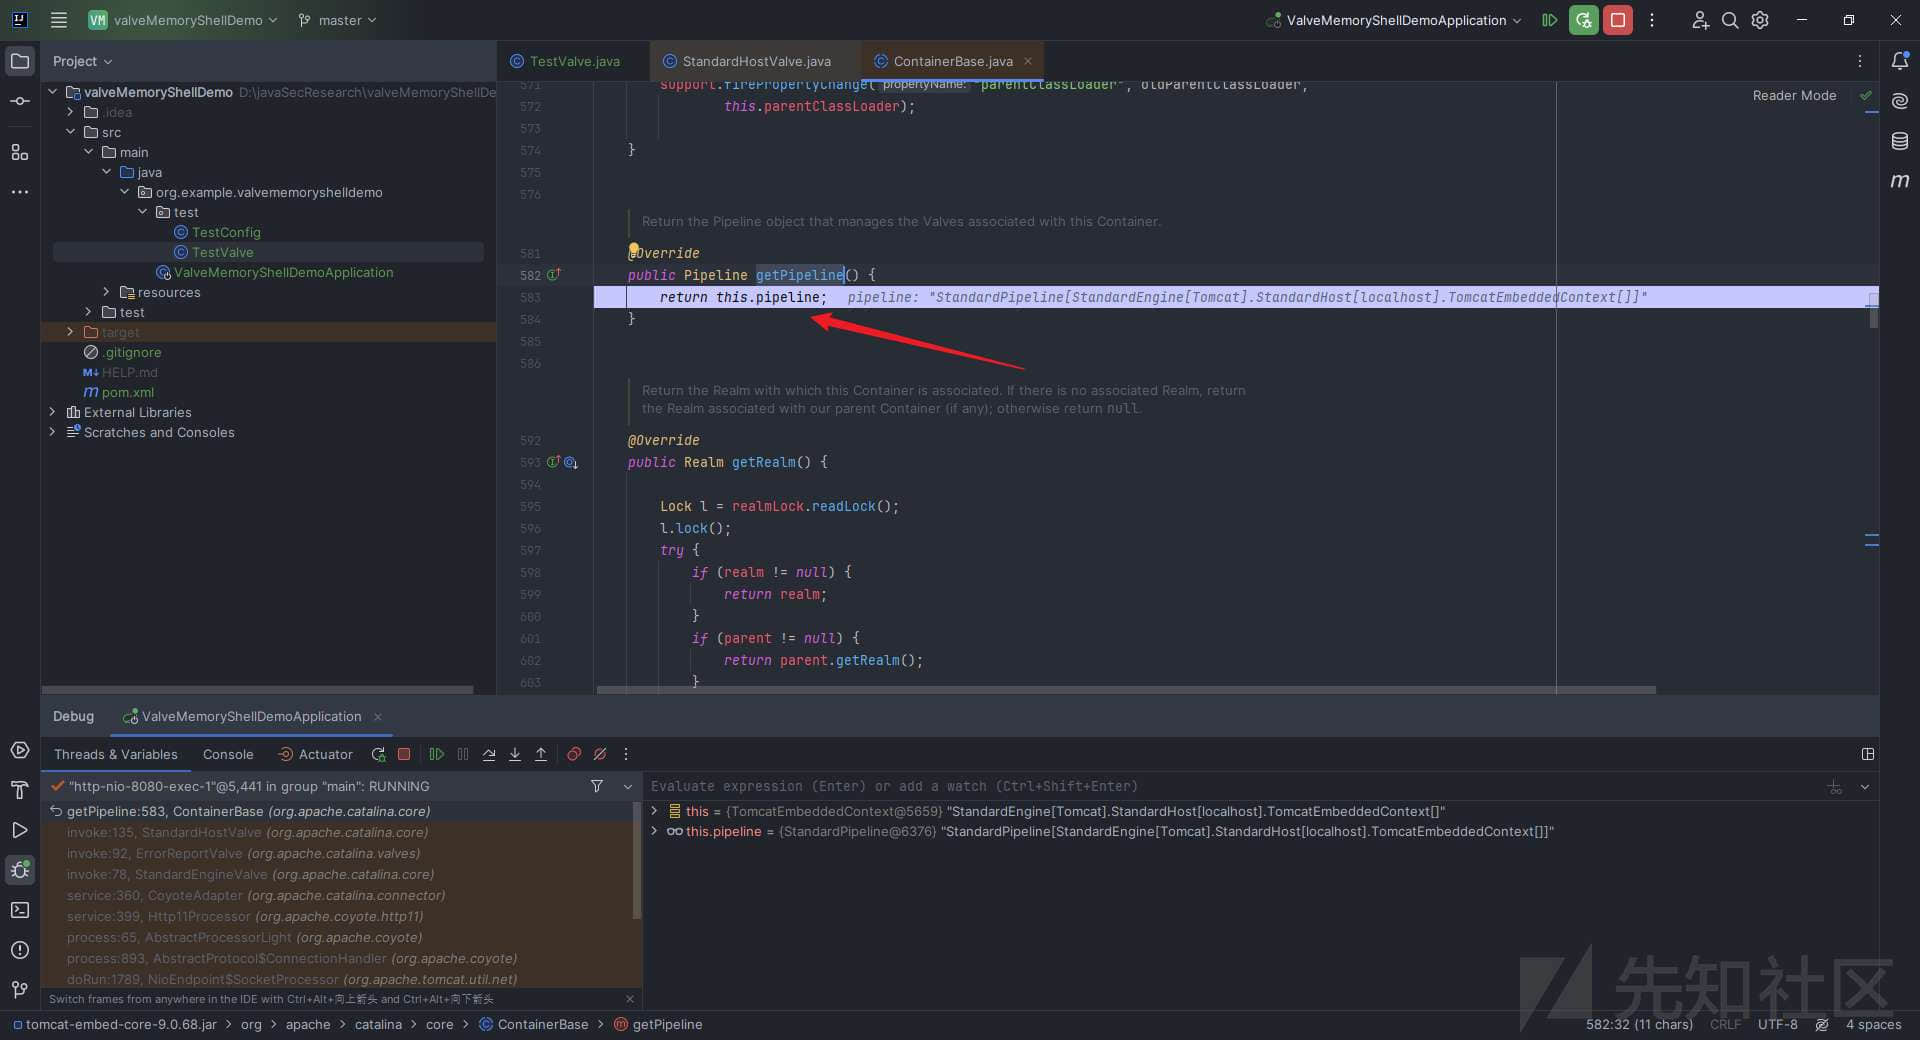 VM valveMemoryShellDemo master ValveMemoryShellDemoApplication
Project
valveMemoryShellDemo D:\javaSecResearch\valveMemoryShellDe
.idea
src
main
java
org.example.valvememoryshelldemo
test
TestConfig
TestValve
ValveMemoryShellDemoApplication
resources
test
target
.gitignore
HELP.md
pom.xml
External Libraries
Scratches and Consoles
TestValve.java StandardHostValve.java ContainerBase.java
Reader Mode
571 support.firePropertyChange( propertyName: "parentClassLoader", oldParentClassLoader,
572 this.parentClassLoader);
573
574 }
575
576
Return the Pipeline object that manages the Valves associated with this Container.
581 @Override
582 public Pipeline getPipeline() {
583 return this.pipeline; pipeline: "StandardPipeline[StandardEngine[Tomcat].StandardHost[localhost].TomcatEmbeddedContext[]]"
584 }
585
586
Return the Realm with which this Container is associated. If there is no associated Realm, return
the Realm associated with our parent Container (if any); otherwise return null.
592 @Override
593 public Realm getRealm() {
594
595 Lock l = realmLock.readLock();
596 l.lock();
597 try {
598 if (realm != null) {
599 return realm;
600 }
601 if (parent != null) {
602 return parent.getRealm();
603 }
Debug ValveMemoryShellDemoApplication
Threads & Variables Console Actuator
"http-nio-8080-exec-1"@5,441 in group "main": RUNNING
getPipeline:583, ContainerBase (org.apache.catalina.core)
invoke:135, StandardHostValve (org.apache.catalina.core)
invoke:92, ErrorReportValve (org.apache.catalina.valves)
invoke:78, StandardEngineValve (org.apache.catalina.core)
service:360, CoyoteAdapter (org.apache.catalina.connector)
service:399, Http11Processor (org.apache.coyote.http11)
process:65, AbstractProcessorLight (org.apache.coyote)
process:893, AbstractProtocol$ConnectionHandler (org.apache.coyote)
doRun:1789, NioEndpoint$SocketProcessor (org.apache.tomcat.util.net)
Switch frames from anywhere in the IDE with Ctrl+Alt+向上箭头 and Ctrl+Alt+向下箭头
Evaluate expression (Enter) or add a watch (Ctrl+Shift+Enter)
this = {TomcatEmbeddedContext@5659} "StandardEngine[Tomcat].StandardHost[localhost].TomcatEmbeddedContext[]"
this.pipeline = {StandardPipeline@6376} "StandardPipeline[StandardEngine[Tomcat].StandardHost[localhost].TomcatEmbeddedContext[]]"
先知社区
tomcat-embed-core-9.0.68.jar org apache catalina core ContainerBase getPipeline
582:32 (11 chars) CRLF UTF-8 4 spaces